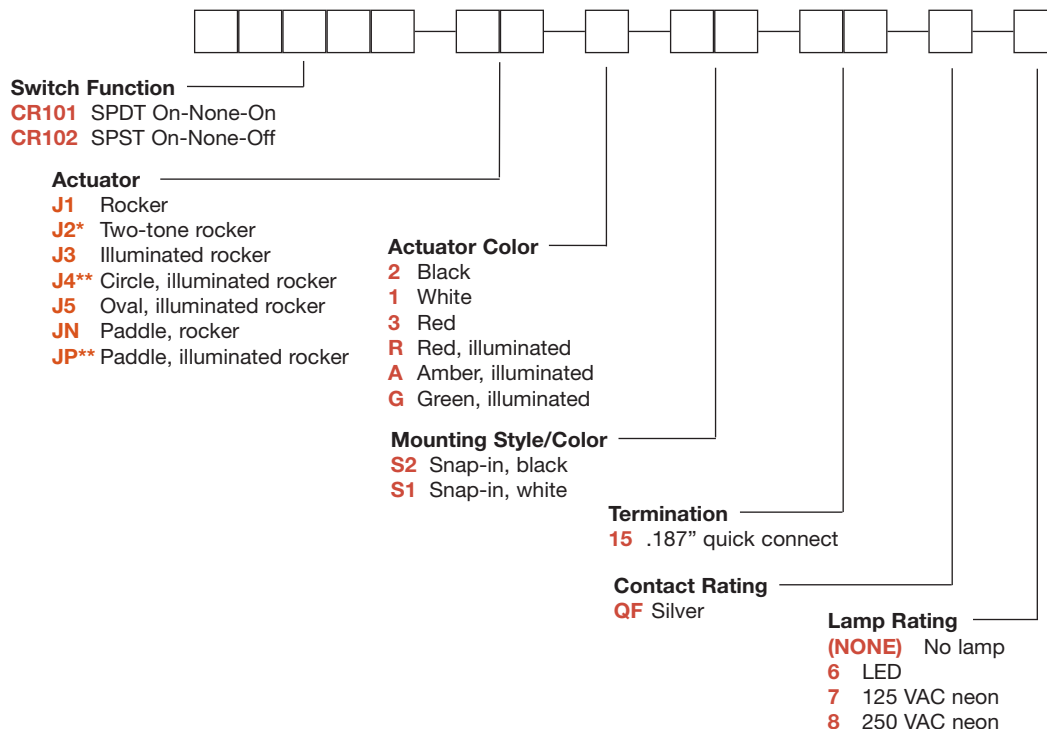 Switch Function
CR101 SPDT On-None-On
CR102 SPST On-None-Off
Actuator
J1 Rocker
J2* Two-tone rocker
J3 Illuminated rocker
J4** Circle, illuminated rocker
J5 Oval, illuminated rocker
JN Paddle, rocker
JP** Paddle, illuminated rocker
Actuator Color
2 Black
1 White
3 Red
R Red, illuminated
A Amber, illuminated
G Green, illuminated
Mounting Style/Color
S2 Snap-in, black
S1 Snap-in, white
Termination
15 .187” quick connect
Contact Rating
QF Silver
Lamp Rating
(NONE) No lamp
6 LED
7 125 VAC neon
8 250 VAC neon